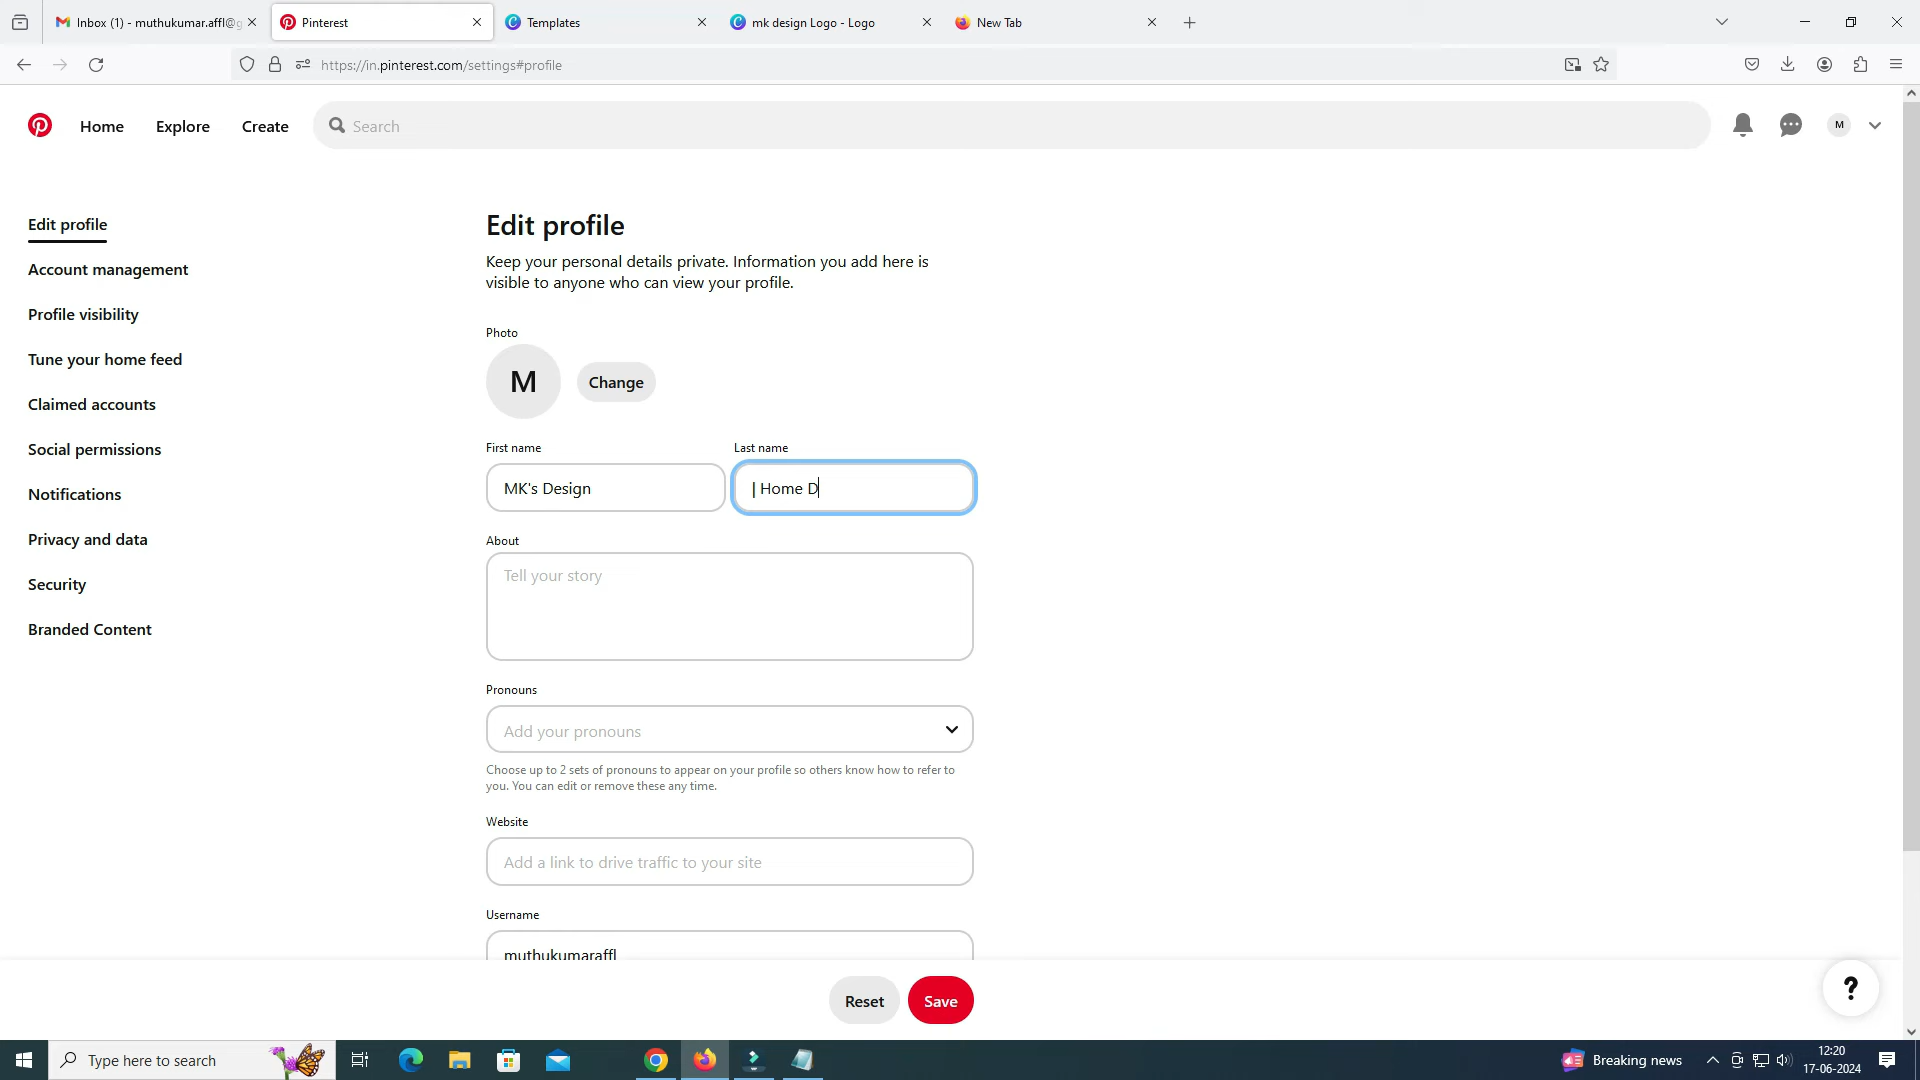 Inbox (1) - muthukumar.affl@g
Pinterest
Templates
mk design Logo - Logo
New Tab
https://in.pinterest.com/settings#profile
Home
Explore
Create
Search
M
Edit profile
Account management
Profile visibility
Tune your home feed
Claimed accounts
Social permissions
Notifications
Privacy and data
Security
Branded Content
Edit profile
Keep your personal details private. Information you add here is
visible to anyone who can view your profile.
Photo
M
Change
First name
Last name
MK's Design
| Home D
About
Tell your story
Pronouns
Add your pronouns
Choose up to 2 sets of pronouns to appear on your profile so others know how to refer to
you. You can edit or remove these any time.
Website
Add a link to drive traffic to your site
Username
muthukumaraffl
Reset
Save
?
Type here to search
Breaking news
12:20
17-06-2024